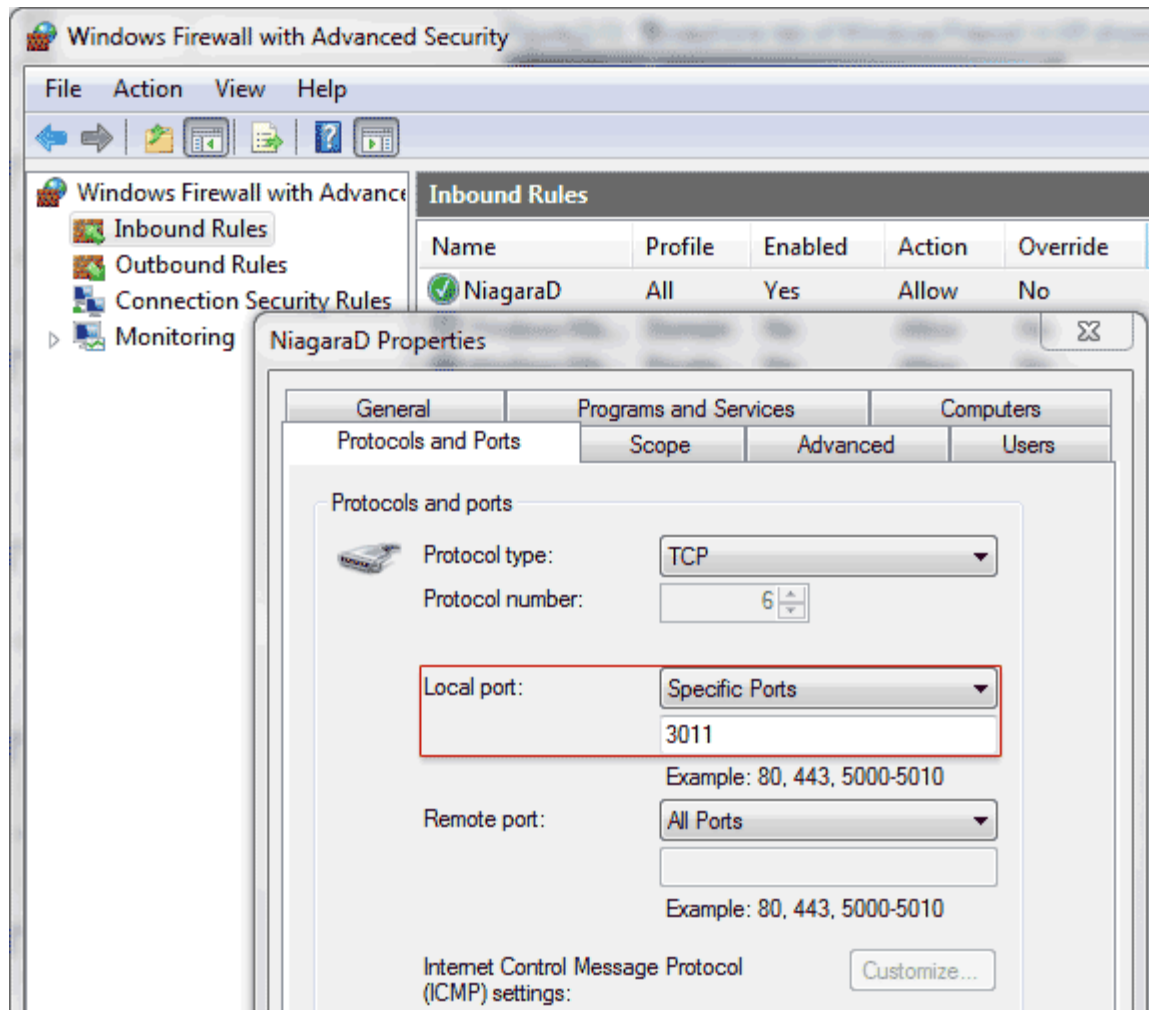 Windows Firewall with Advanced Security
File Action View Help
Windows Firewall with Advance
Inbound Rules
Outbound Rules
Connection Security Rules
Monitoring
Inbound Rules
Name Profile Enabled Action Override
NiagaraD All Yes Allow No
NiagaraD Properties
General Programs and Services Computers
Protocols and Ports Scope Advanced Users
Protocols and ports
Protocol type: TCP
Protocol number: 6
Local port: Specific Ports
3011
Example: 80, 443, 5000-5010
Remote port: All Ports
Example: 80, 443, 5000-5010
Internet Control Message Protocol
(ICMP) settings:
Customize...